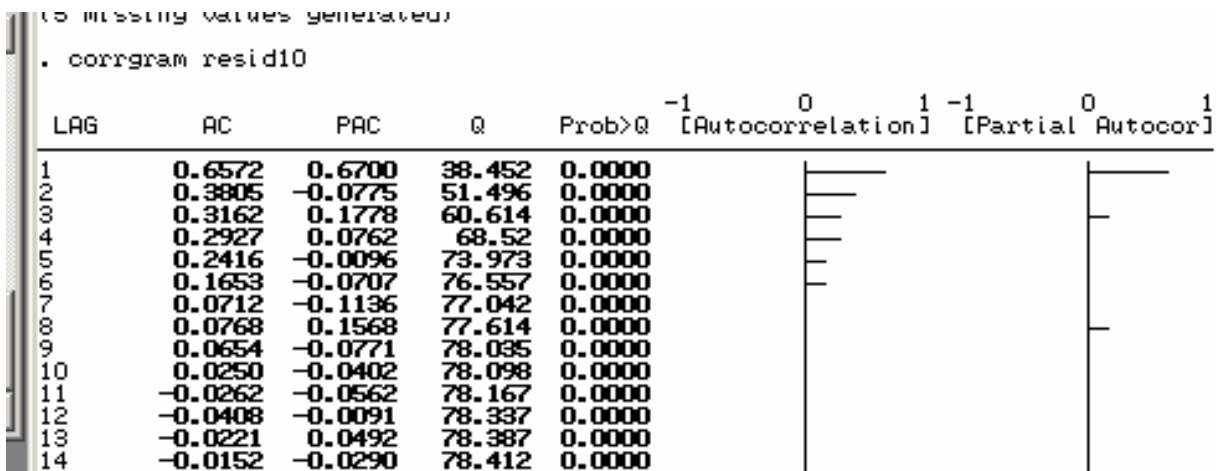 (5 missing values generated)
. corrgram resid10
-1 0 1 -1 0 1
LAG AC PAC Q Prob>Q [Autocorrelation] [Partial Autocor]
1 0.6572 0.6700 38.452 0.0000
2 0.3805 -0.0775 51.496 0.0000
3 0.3162 0.1778 60.614 0.0000
4 0.2927 0.0762 68.52 0.0000
5 0.2416 -0.0096 73.973 0.0000
6 0.1653 -0.0707 76.557 0.0000
7 0.0712 -0.1136 77.042 0.0000
8 0.0768 0.1568 77.614 0.0000
9 0.0654 -0.0771 78.035 0.0000
10 0.0250 -0.0402 78.098 0.0000
11 -0.0262 -0.0562 78.167 0.0000
12 -0.0408 -0.0091 78.337 0.0000
13 -0.0221 0.0492 78.387 0.0000
14 -0.0152 -0.0290 78.412 0.0000